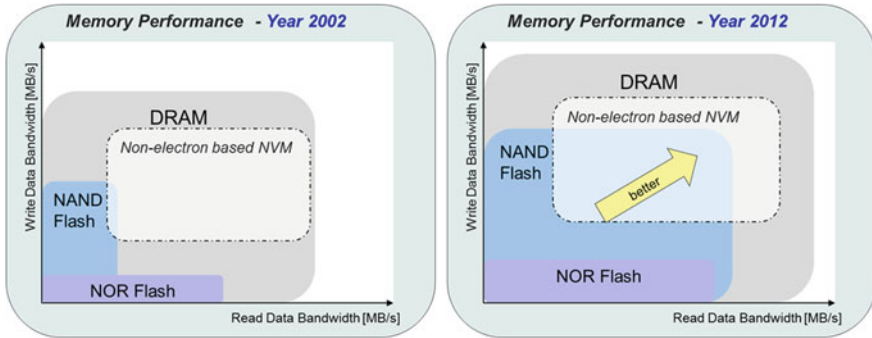 Memory Performance - Year 2002
Write Data Bandwidth [MB/s]
DRAM
Non-electron based NVM
NAND
Flash
NOR Flash
Read Data Bandwidth [MB/s]
Memory Performance - Year 2012
Write Data Bandwidth [MB/s]
DRAM
Non-electron based NVM
NAND
Flash
better
NOR Flash
Read Data Bandwidth [MB/s]